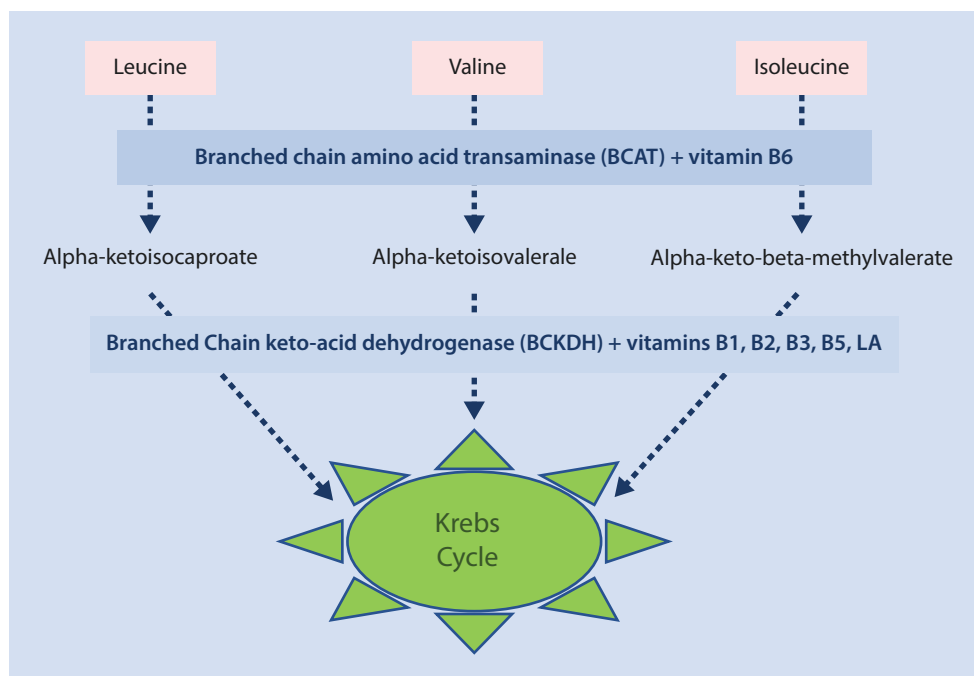 Leucine
Valine
Isoleucine
Branched chain amino acid transaminase (BCAT) + vitamin B6
Alpha-ketoisocaproate
Alpha-ketoisovalerale
Alpha-keto-beta-methylvalerate
Branched Chain keto-acid dehydrogenase (BCKDH) + vitamins B1, B2, B3, B5, LA
Krebs
Cycle